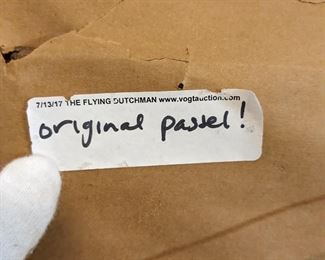 7/13/17 THE FLYING DUTCHMAN www.vogtauction.com
original pastel!